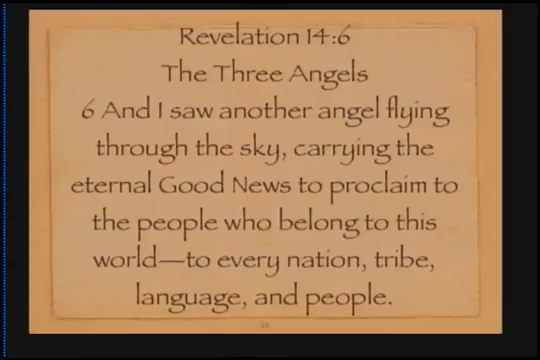 Revelation 14:6
The Three Angels
6 And I saw another angel flying
through the sky, carrying the
eternal Good News to proclaim to
the people who belong to this
world—to every nation, tribe,
language, and people.